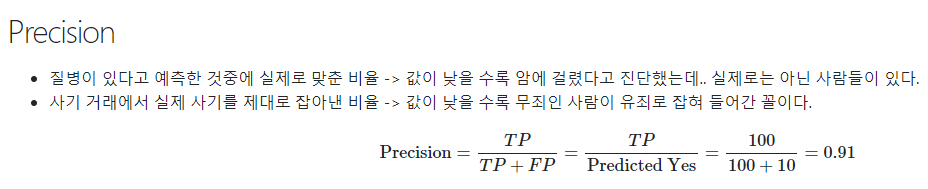 Precision
• 질병이 있다고 예측한 것중에 실제로 맞춘 비율 -> 값이 낮을 수록 암에 걸렸다고 진단했는데.. 실제로는 아닌 사람들이 있다.
• 사기 거래에서 실제 사기를 제대로 잡아낸 비율 -> 값이 낮을 수록 무죄인 사람이 유죄로 잡혀 들어간 꼴이다.
Precision = TP / (TP + FP) = TP / Predicted Yes = 100 / (100 + 10) = 0.91